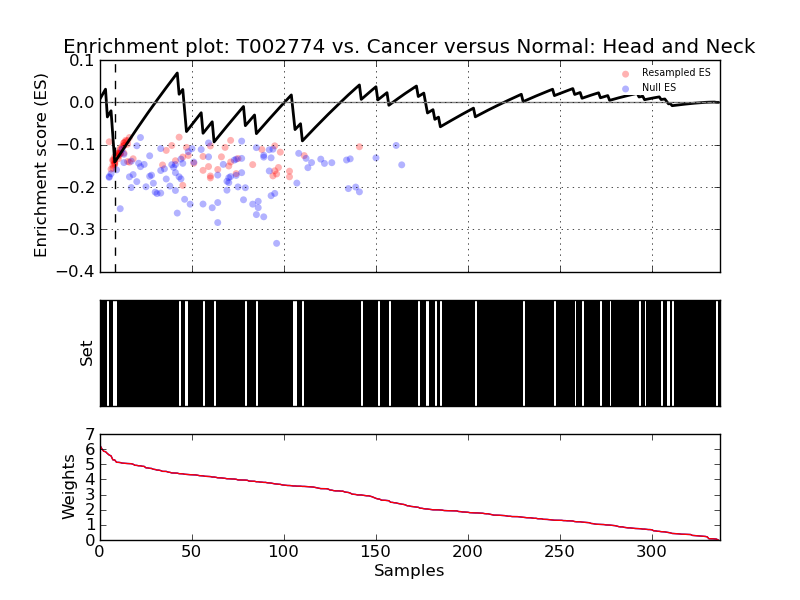 Enrichment plot: T002774 vs. Cancer versus Normal: Head and Neck
Enrichment score (ES)
0.1
0.0
−0.1
−0.2
−0.3
−0.4
Resampled ES
Null ES
Set
Weights
7
6
5
4
3
2
1
0
0 50 100 150 200 250 300
Samples